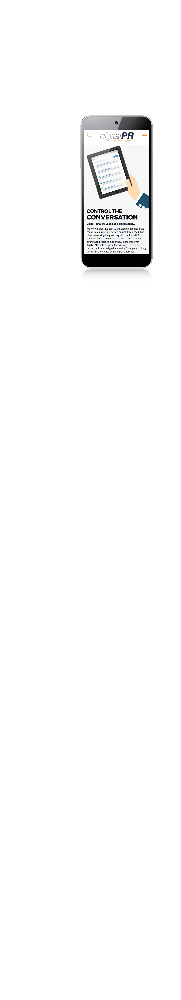 digitalPR
powered by Exults
CONTROL THE
CONVERSATION
Digital PR was founded as a digital agency.
We know digital, live digital, and would eat digital if we
could. In our industry, we saw an unfulfilled need that
clients weren't getting working with traditional PR
agencies. Search engine results, social media and a
strong web presence matter now more than ever.
Digital PR's sole purpose for existing is to provide
proven, full-service digital marketing for anyone looking
to reclaim their piece of the digital landscape.